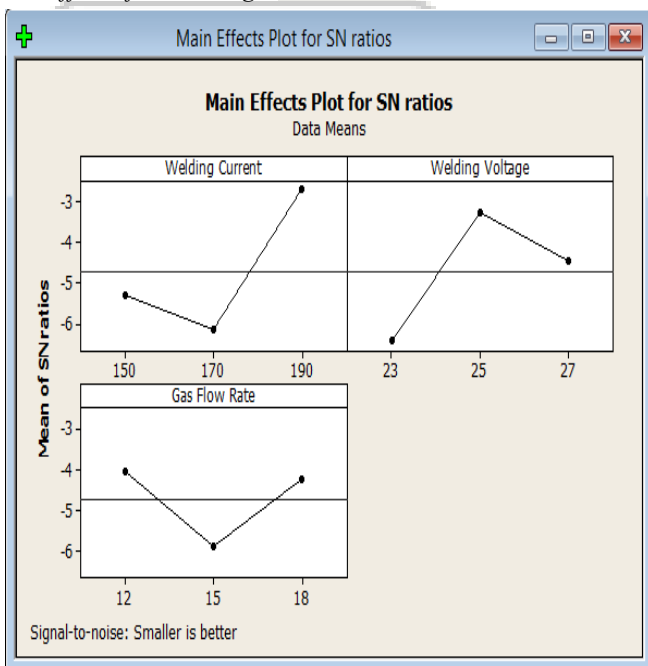 Main Effects Plot for SN ratios
Main Effects Plot for SN ratios
Data Means
Welding Current
Welding Voltage
-3
-4
-5
-6
150 170 190
23 25 27
Gas Flow Rate
-3
-4
-5
-6
12 15 18
Mean of SN ratios
Signal-to-noise: Smaller is better